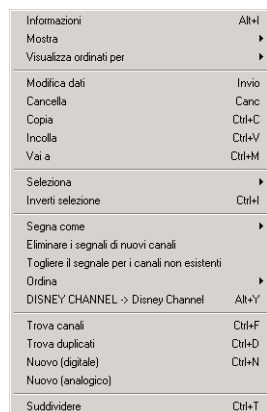 Informazioni Alt+I
Mostra
Visualizza ordinati per
Modifica dati Invio
Cancella Canc
Copia Ctrl+C
Incolla Ctrl+V
Vai a Ctrl+M
Seleziona
Inverti selezione Ctrl+I
Segna come
Eliminare i segnali di nuovi canali
Togliere il segnale per i canali non esistenti
Ordina
DISNEY CHANNEL -> Disney Channel Alt+Y
Trova canali Ctrl+F
Trova duplicati Ctrl+D
Nuovo (digitale) Ctrl+N
Nuovo (analogico)
Suddividere Ctrl+T